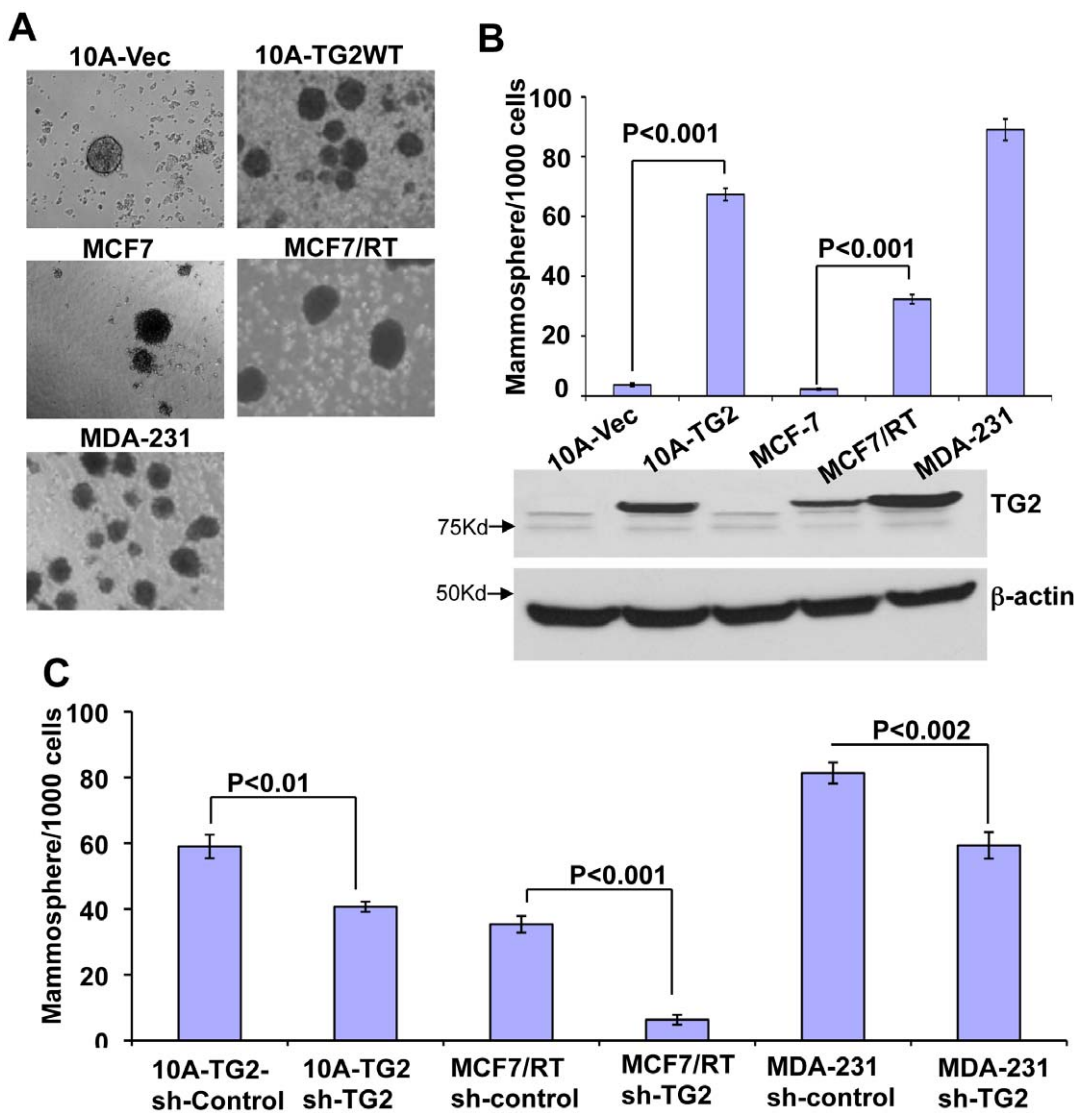 A
10A-Vec
10A-TG2WT
MCF7
MCF7/RT
MDA-231
B
Mammosphere/1000 cells
100
80
60
40
20
0
P<0.001
P<0.001
10A-Vec
10A-TG2
MCF-7
MCF7/RT
MDA-231
TG2
75Kd
50Kd
β-actin
C
Mammosphere/1000 cells
100
80
60
40
20
0
P<0.01
P<0.001
P<0.002
10A-TG2-
sh-Control
10A-TG2
sh-TG2
MCF7/RT
sh-control
MCF7/RT
sh-TG2
MDA-231
sh-control
MDA-231
sh-TG2